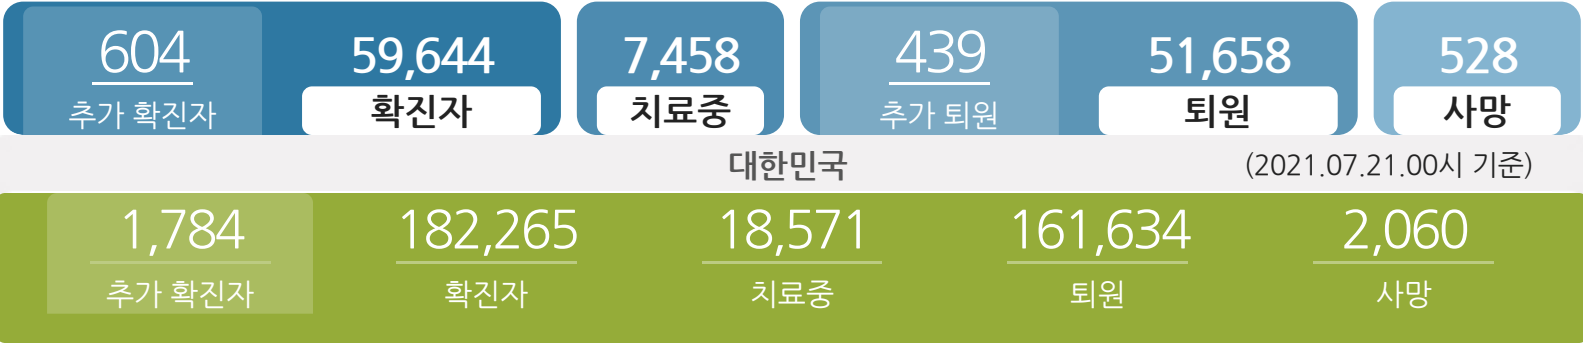 604 59,644 7,458 439 51,658 528
추가 확진자 확진자 치료중 추가 퇴원 퇴원 사망
대한민국 (2021.07.21.00시 기준)
1,784 182,265 18,571 161,634 2,060
추가 확진자 확진자 치료중 퇴원 사망